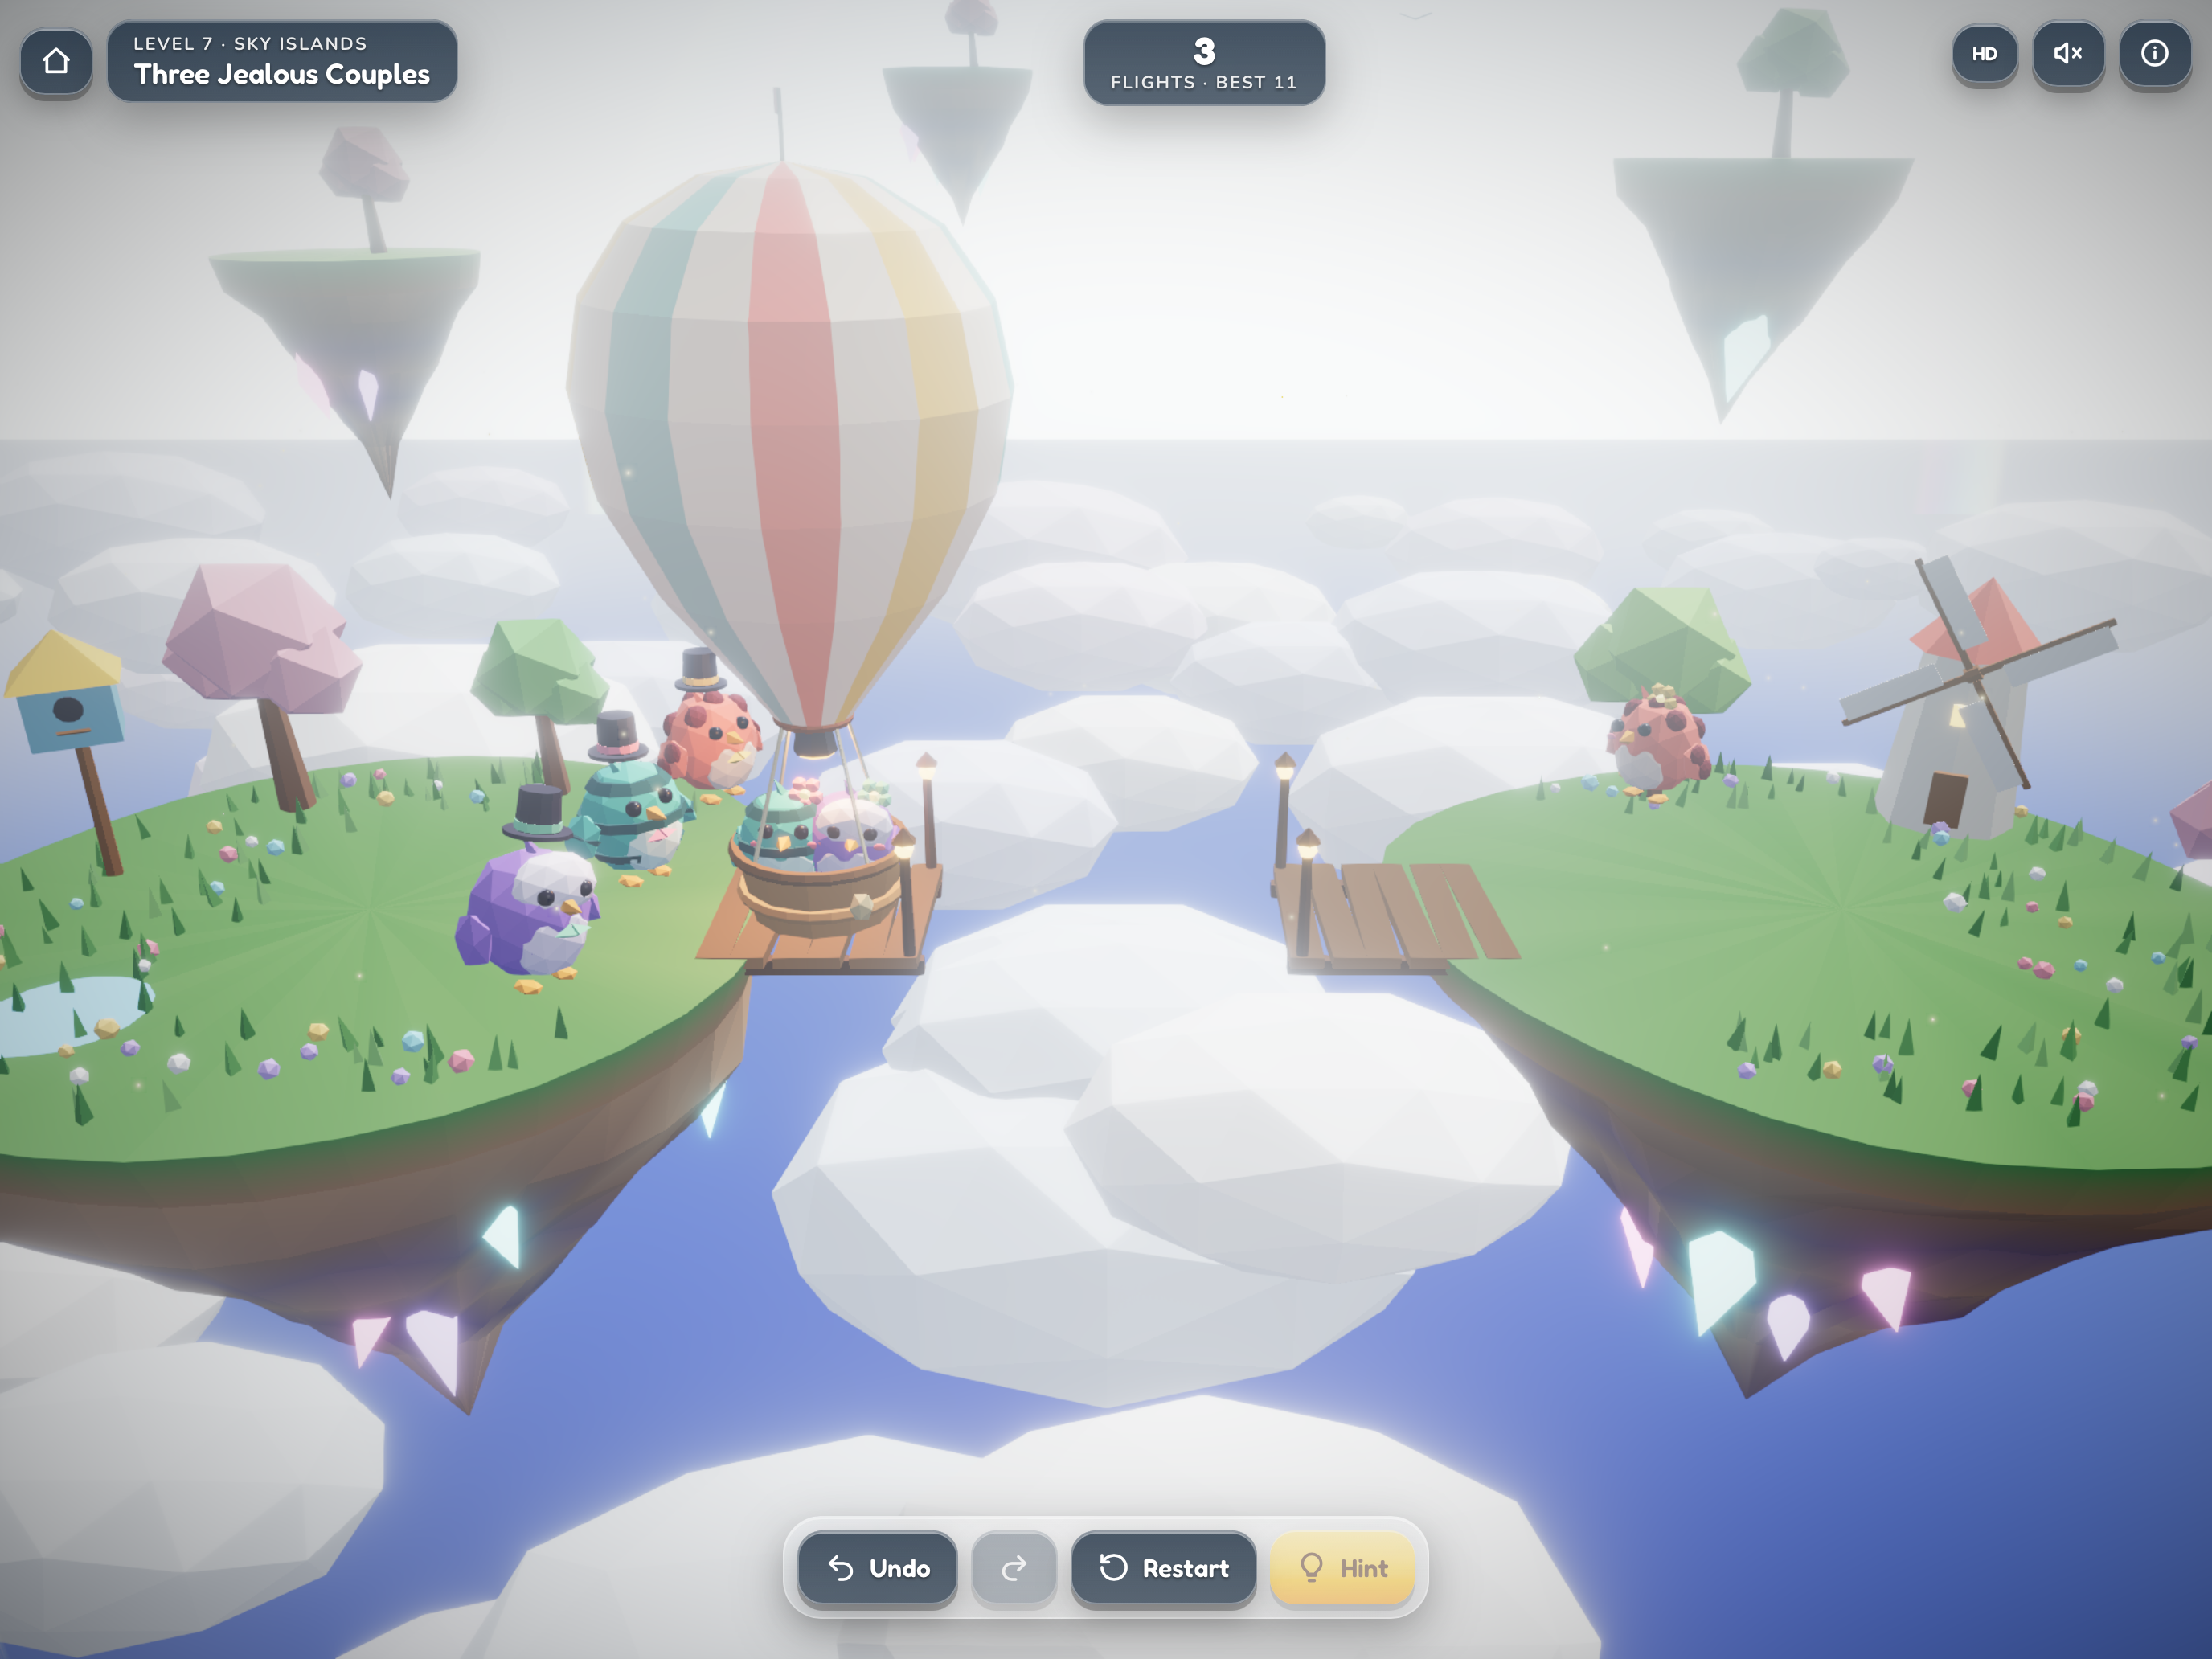 LEVEL 7 · SKY ISLANDS
Three Jealous Couples
3
FLIGHTS · BEST 11
HD
Undo
Restart
Hint